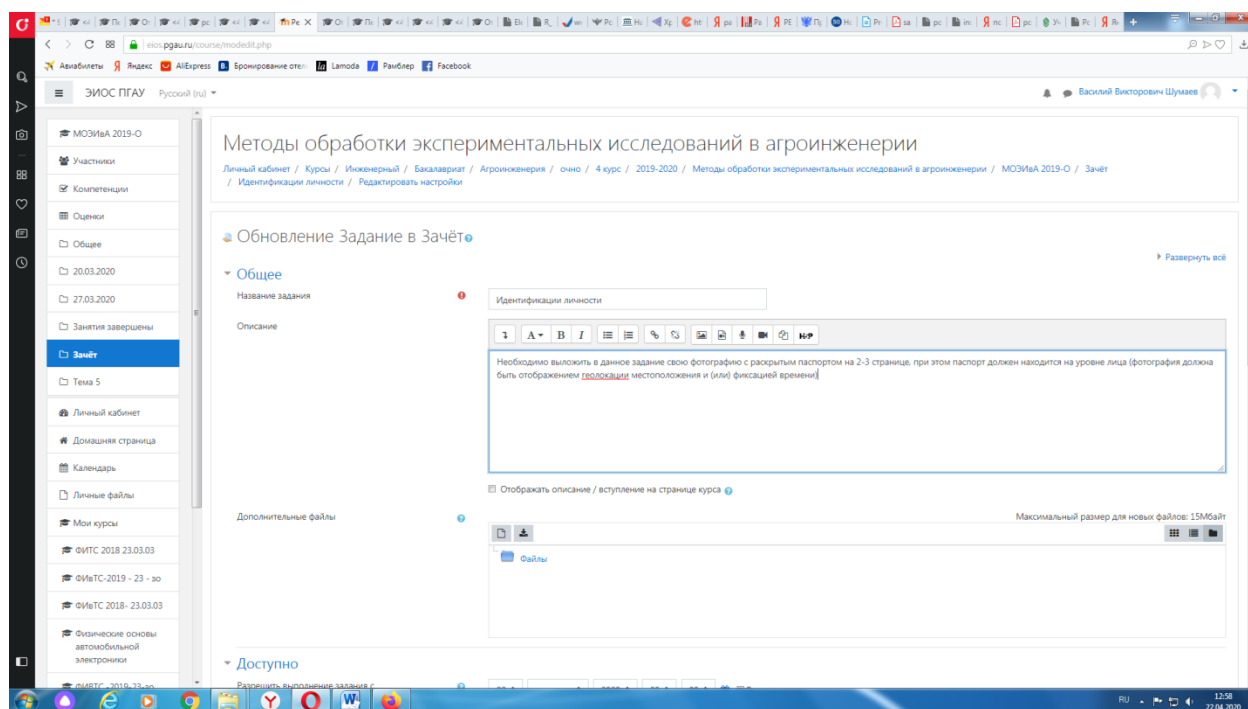 eios.pgau.ru/course/modedit.php
Авиабилеты Яндекс AliExpress Lamoda Рамблер Facebook
ЭИОС ПГАУ Русский (ru)
Василий Викторович Шумаев
МОЭИвА 2019-О
Участники
Компетенции
Оценки
Общее
20.03.2020
27.03.2020
Занятия завершены
Зачёт
Тема 5
Личный кабинет
Домашняя страница
Календарь
Личные файлы
Мои курсы
ФИТС 2018 23.03.03
ФИвТС-2019 - 23 - зо
ФИвТС 2018- 23.03.03
Физические основы
автомобильной
электроники
Методы обработки экспериментальных исследований в агроинженерии
Личный кабинет / Курсы / Инженерный / Бакалавриат / Агроинженерия / очно / 4 курс / 2019-2020 / Методы обработки экспериментальных исследований в агроинженерии / МОЭИвА 2019-О / Зачёт
/ Идентификации личности / Редактировать настройки
Обновление Задание в Зачёт
Развернуть всё
Общее
Название задания
Идентификации личности
Описание
Необходимо выложить в данное задание свою фотографию с раскрытым паспортом на 2-3 странице, при этом паспорт должен находится на уровне лица (фотография должна
быть отображением геолокации местоположения и (или) фиксацией времени)
Отображать описание / вступление на странице курса
Дополнительные файлы
Максимальный размер для новых файлов: 15Мбайт
Файлы
Доступно
Разрешить выполнение задания с
RU
12:58
22.04.2020